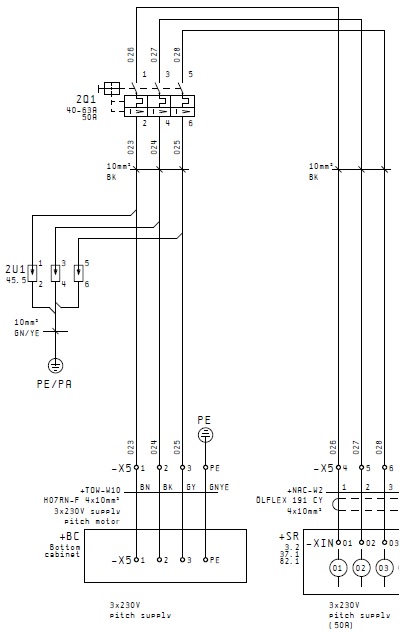 026 027 028
1 3 5
2Q1
40-63A
50A
2 4 6
023 024 025
10mm² 10mm²
BK BK
2U1 1 3 5
45.5 2 4 6
10mm²
GN/YE
PE/PA
PE
023 024 025 026 027 028
-X5 1 2 3 PE -X5 4 5 6
+TOW-W10 BN BK GY GNYE +NAC-W2 1 2 3
H07RN-F 4x10mm² ÖLFLEX 191 CY
3x230V supply 4x10mm²
pitch motor
+BC +SR
Bottom 3.2
cabinet 37.1
82.1
-X5 1 2 3 PE -XIN 01 02 03
01 02 03
3x230V 3x230V
pitch supply pitch supply
(50A)